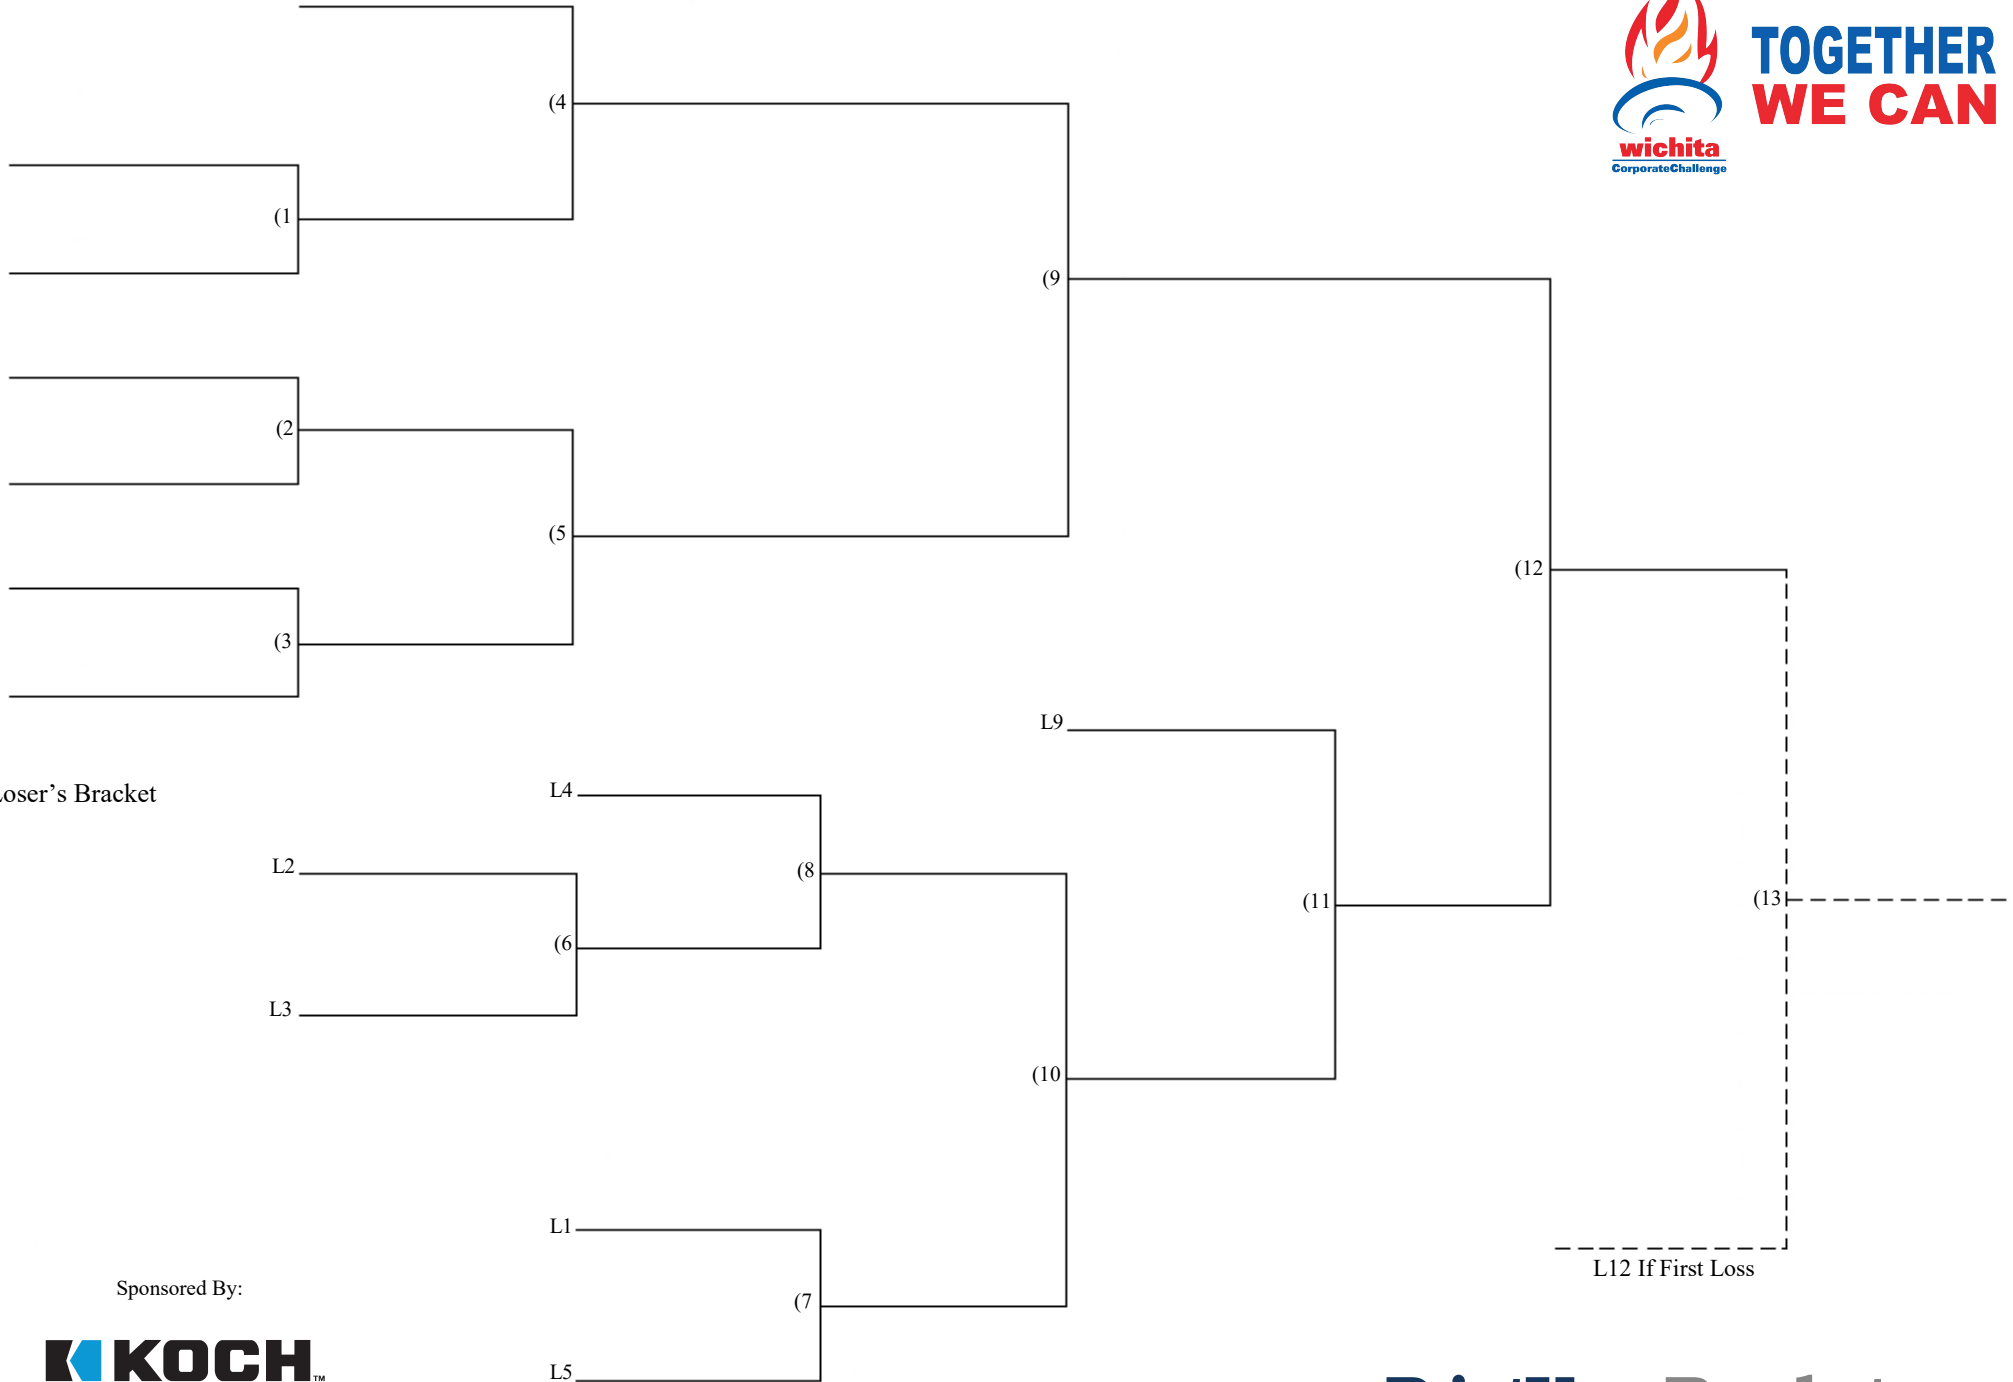 TOGETHER
WE CAN
wichita
CorporateChallenge
(4
(1
(9
(2
(5
(12
(3
L9
Loser’s Bracket
L4
L2
(8
(6
(11
(13
L3
(10
L1
L12 If First Loss
Sponsored By:
(7
KOCH™
L5